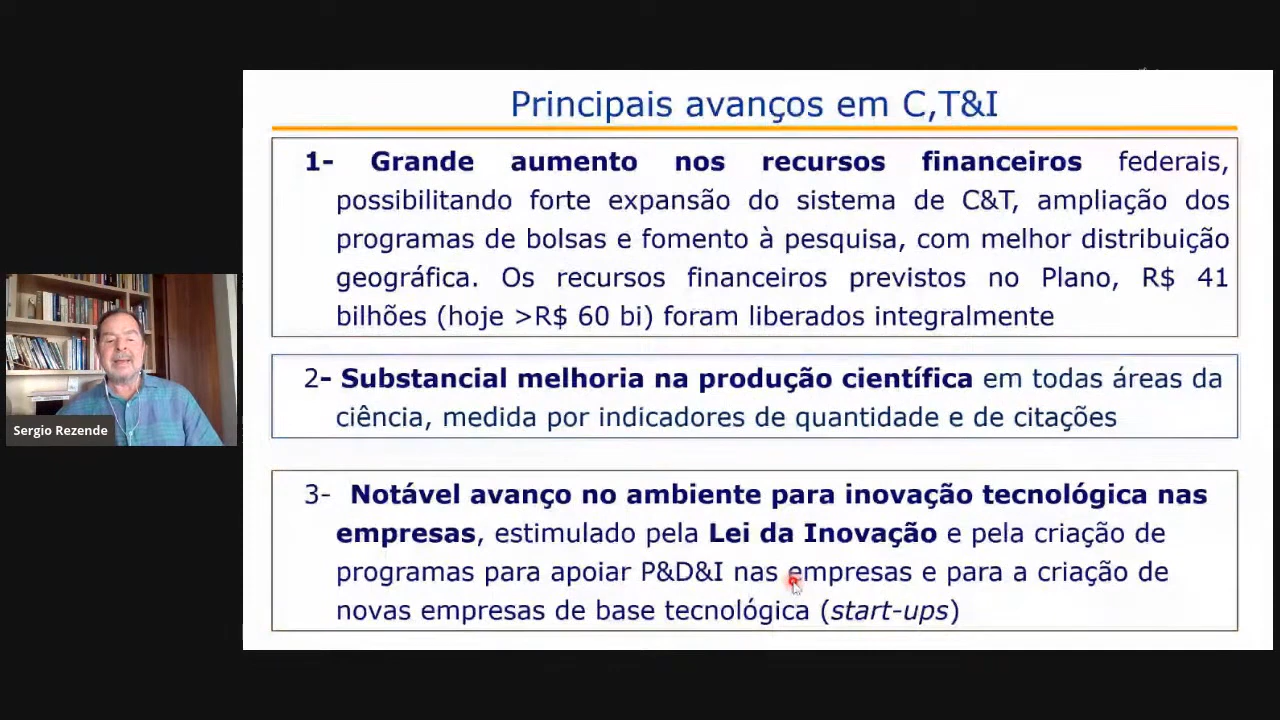 Principais avanços em C,T&I
1- Grande aumento nos recursos financeiros federais,
possibilitando forte expansão do sistema de C&T, ampliação dos
programas de bolsas e fomento à pesquisa, com melhor distribuição
geográfica. Os recursos financeiros previstos no Plano, R$ 41
bilhões (hoje >R$ 60 bi) foram liberados integralmente
2- Substancial melhoria na produção científica em todas áreas da
ciência, medida por indicadores de quantidade e de citações
3- Notável avanço no ambiente para inovação tecnológica nas
empresas, estimulado pela Lei da Inovação e pela criação de
programas para apoiar P&D&I nas empresas e para a criação de
novas empresas de base tecnológica (start-ups)
Sergio Rezende